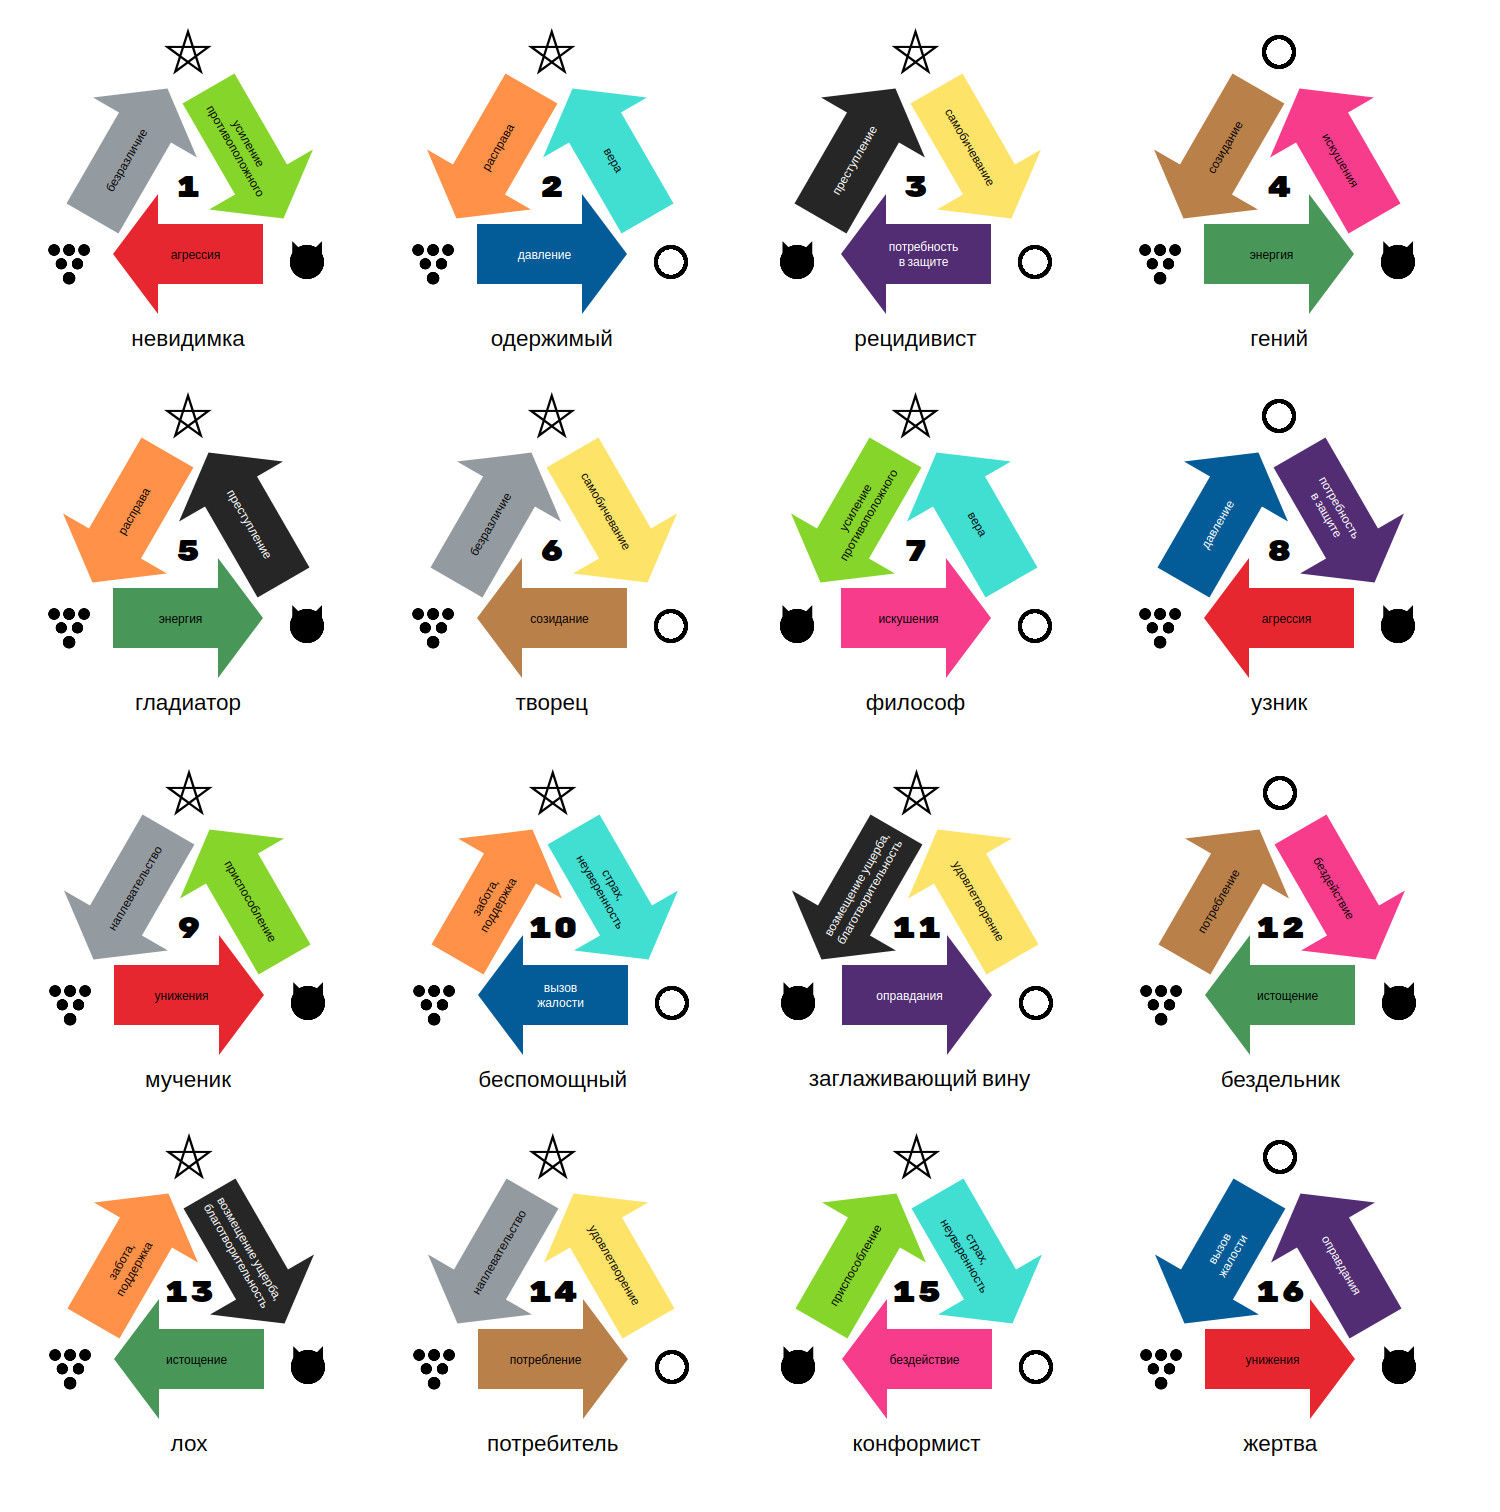 безразличие
усиление
противоположного
1
агрессия
невидимка
расправа
вера
2
давление
одержимый
преступление
самобичевание
3
потребность
в защите
рецидивист
созидание
искушения
4
энергия
гений
расправа
преступление
5
энергия
гладиатор
безразличие
самобичевание
6
созидание
творец
усиление
противоположного
вера
7
искушения
философ
давление
потребность
в защите
8
агрессия
узник
наплевательство
приспособление
9
унижения
мученик
забота,
поддержка
страх,
неуверенность
10
вызов
жалости
беспомощный
возмещение ущерба,
благотворительность
удовлетворение
11
оправдания
заглаживающий вину
потребление
бездействие
12
истощение
бездельник
забота,
поддержка
возмещение ущерба,
благотворительность
13
истощение
лох
наплевательство
удовлетворение
14
потребление
потребитель
приспособление
страх,
неуверенность
15
бездействие
конформист
вызов
жалости
оправдания
16
унижения
жертва